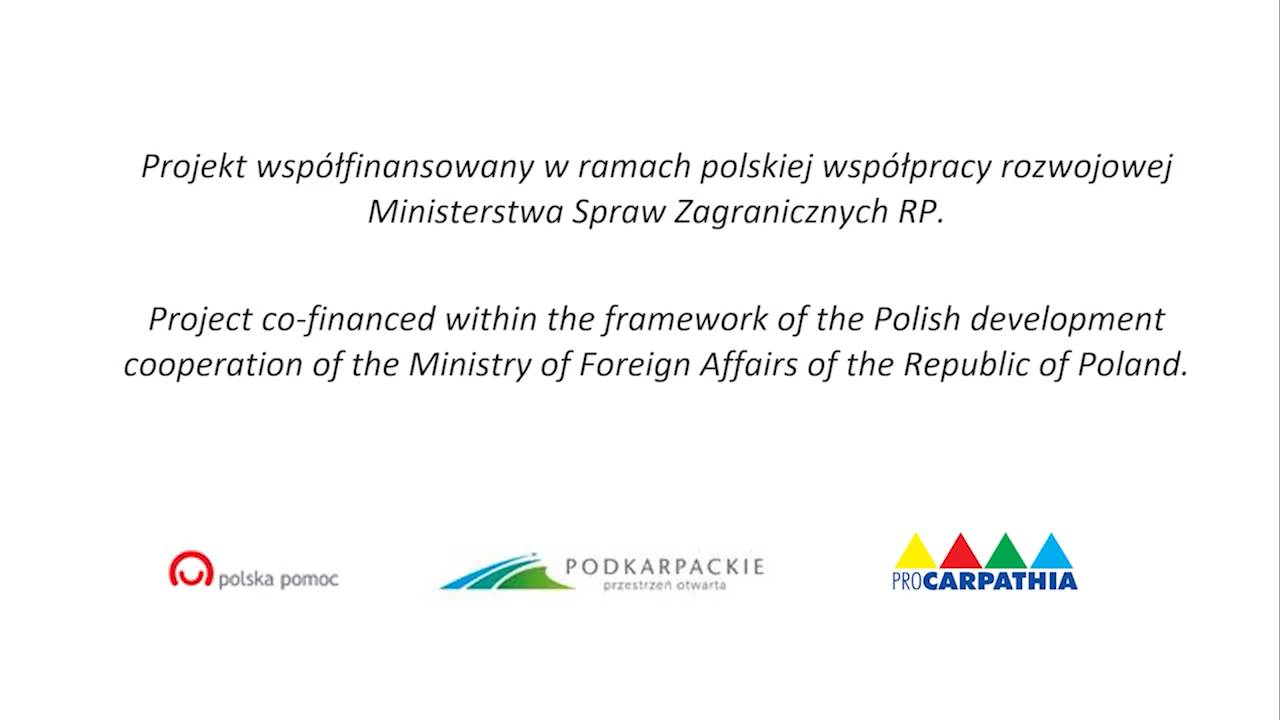 Projekt współfinansowany w ramach polskiej współpracy rozwojowej
Ministerstwa Spraw Zagranicznych RP.
Project co-financed within the framework of the Polish development
cooperation of the Ministry of Foreign Affairs of the Republic of Poland.
polska pomoc
PODKARPACKIE
przestrzeń otwarta
PROCARPATHIA